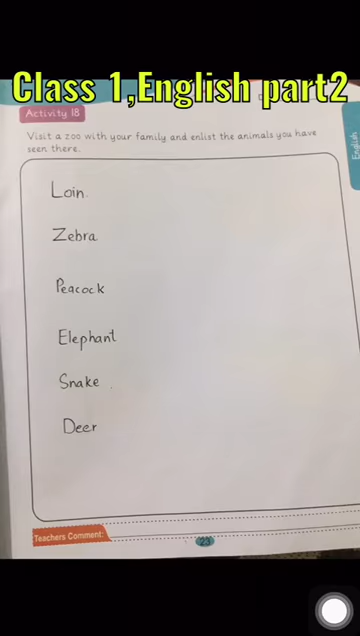 Class 1,English part2
Activity 18
Visit a zoo with your family and enlist the animals you have
seen there.
English
Loin.
Zebra
Peacock
Elephant
Snake
Deer
Teachers Comment:
23